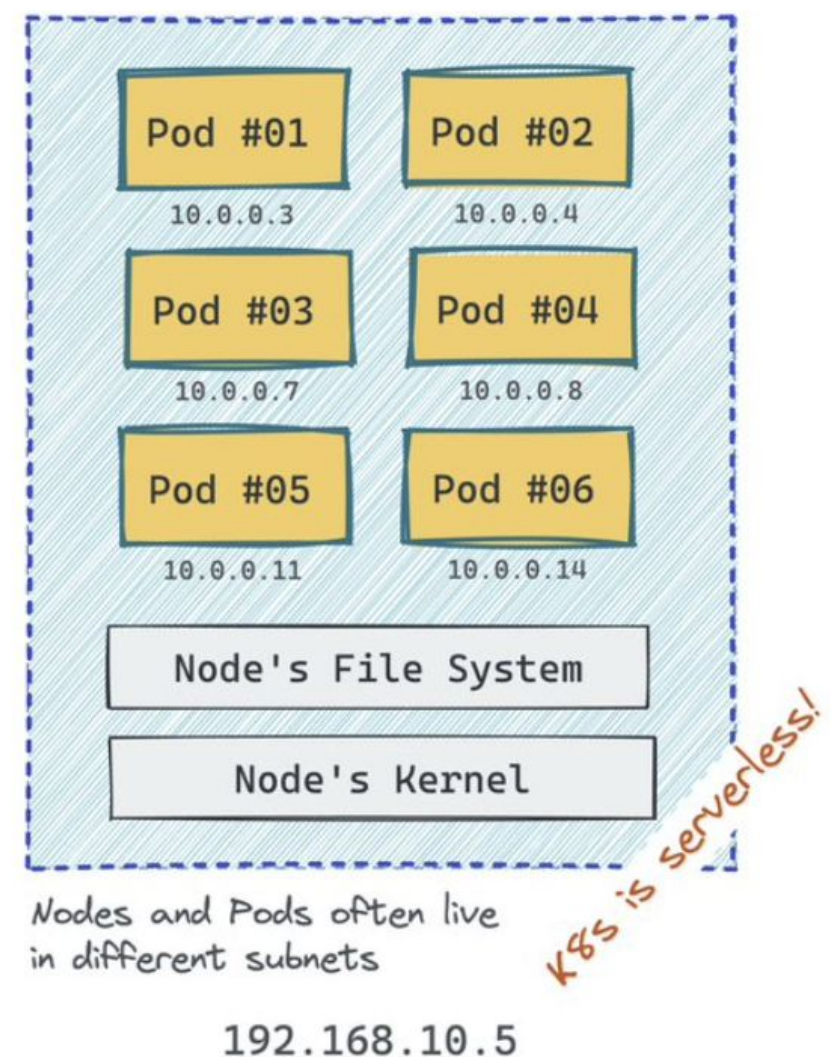 Pod #01
Pod #02
10.0.0.3
10.0.0.4
Pod #03
Pod #04
10.0.0.7
10.0.0.8
Pod #05
Pod #06
10.0.0.11
10.0.0.14
Node's File System
Node's Kernel
K8s is serverless!
Nodes and Pods often live
in different subnets
192.168.10.5